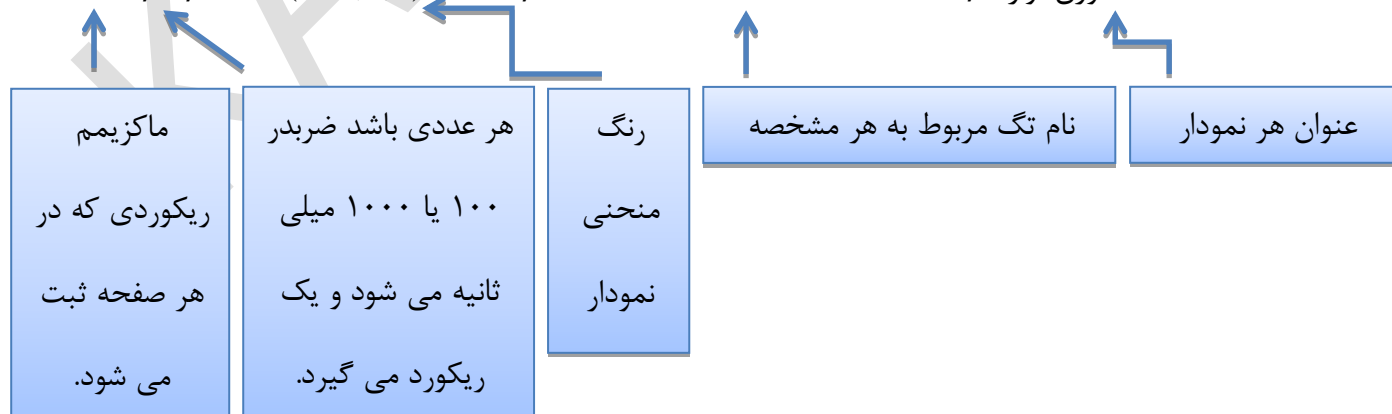 عنوان هر نمودار
نام تگ مربوط به هر مشخصه
رنگ
منحنی
نمودار
هر عددی باشد ضربدر
۱۰۰ یا ۱۰۰۰ میلی
ثانیه می شود و یک
ریکورد می گیرد.
ماکزیمم
ریکوردی که در
هر صفحه ثبت
می شود.